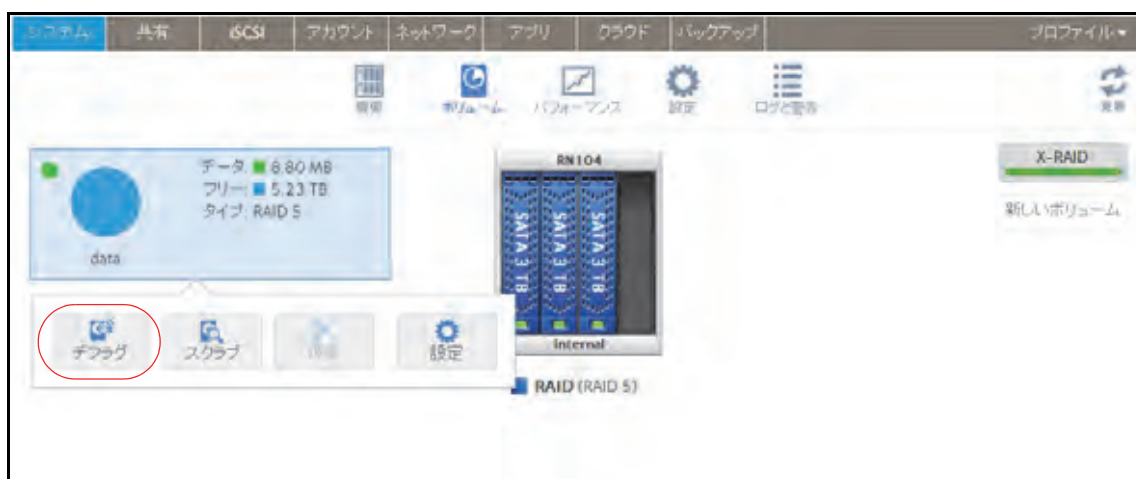 システム 共有 iSCSI アカウント ネットワーク アプリ クラウド バックアップ プロファイル
概要 ボリューム パフォーマンス 設定 ログと警告 更新
データ: 8.80 MB
フリー: 5.23 TB
タイプ: RAID 5
data
RN104
SATA 3 TB
SATA 3 TB
SATA 3 TB
Internal
RAID (RAID 5)
X-RAID
新しいボリューム
デフラグ スクラブ 設定